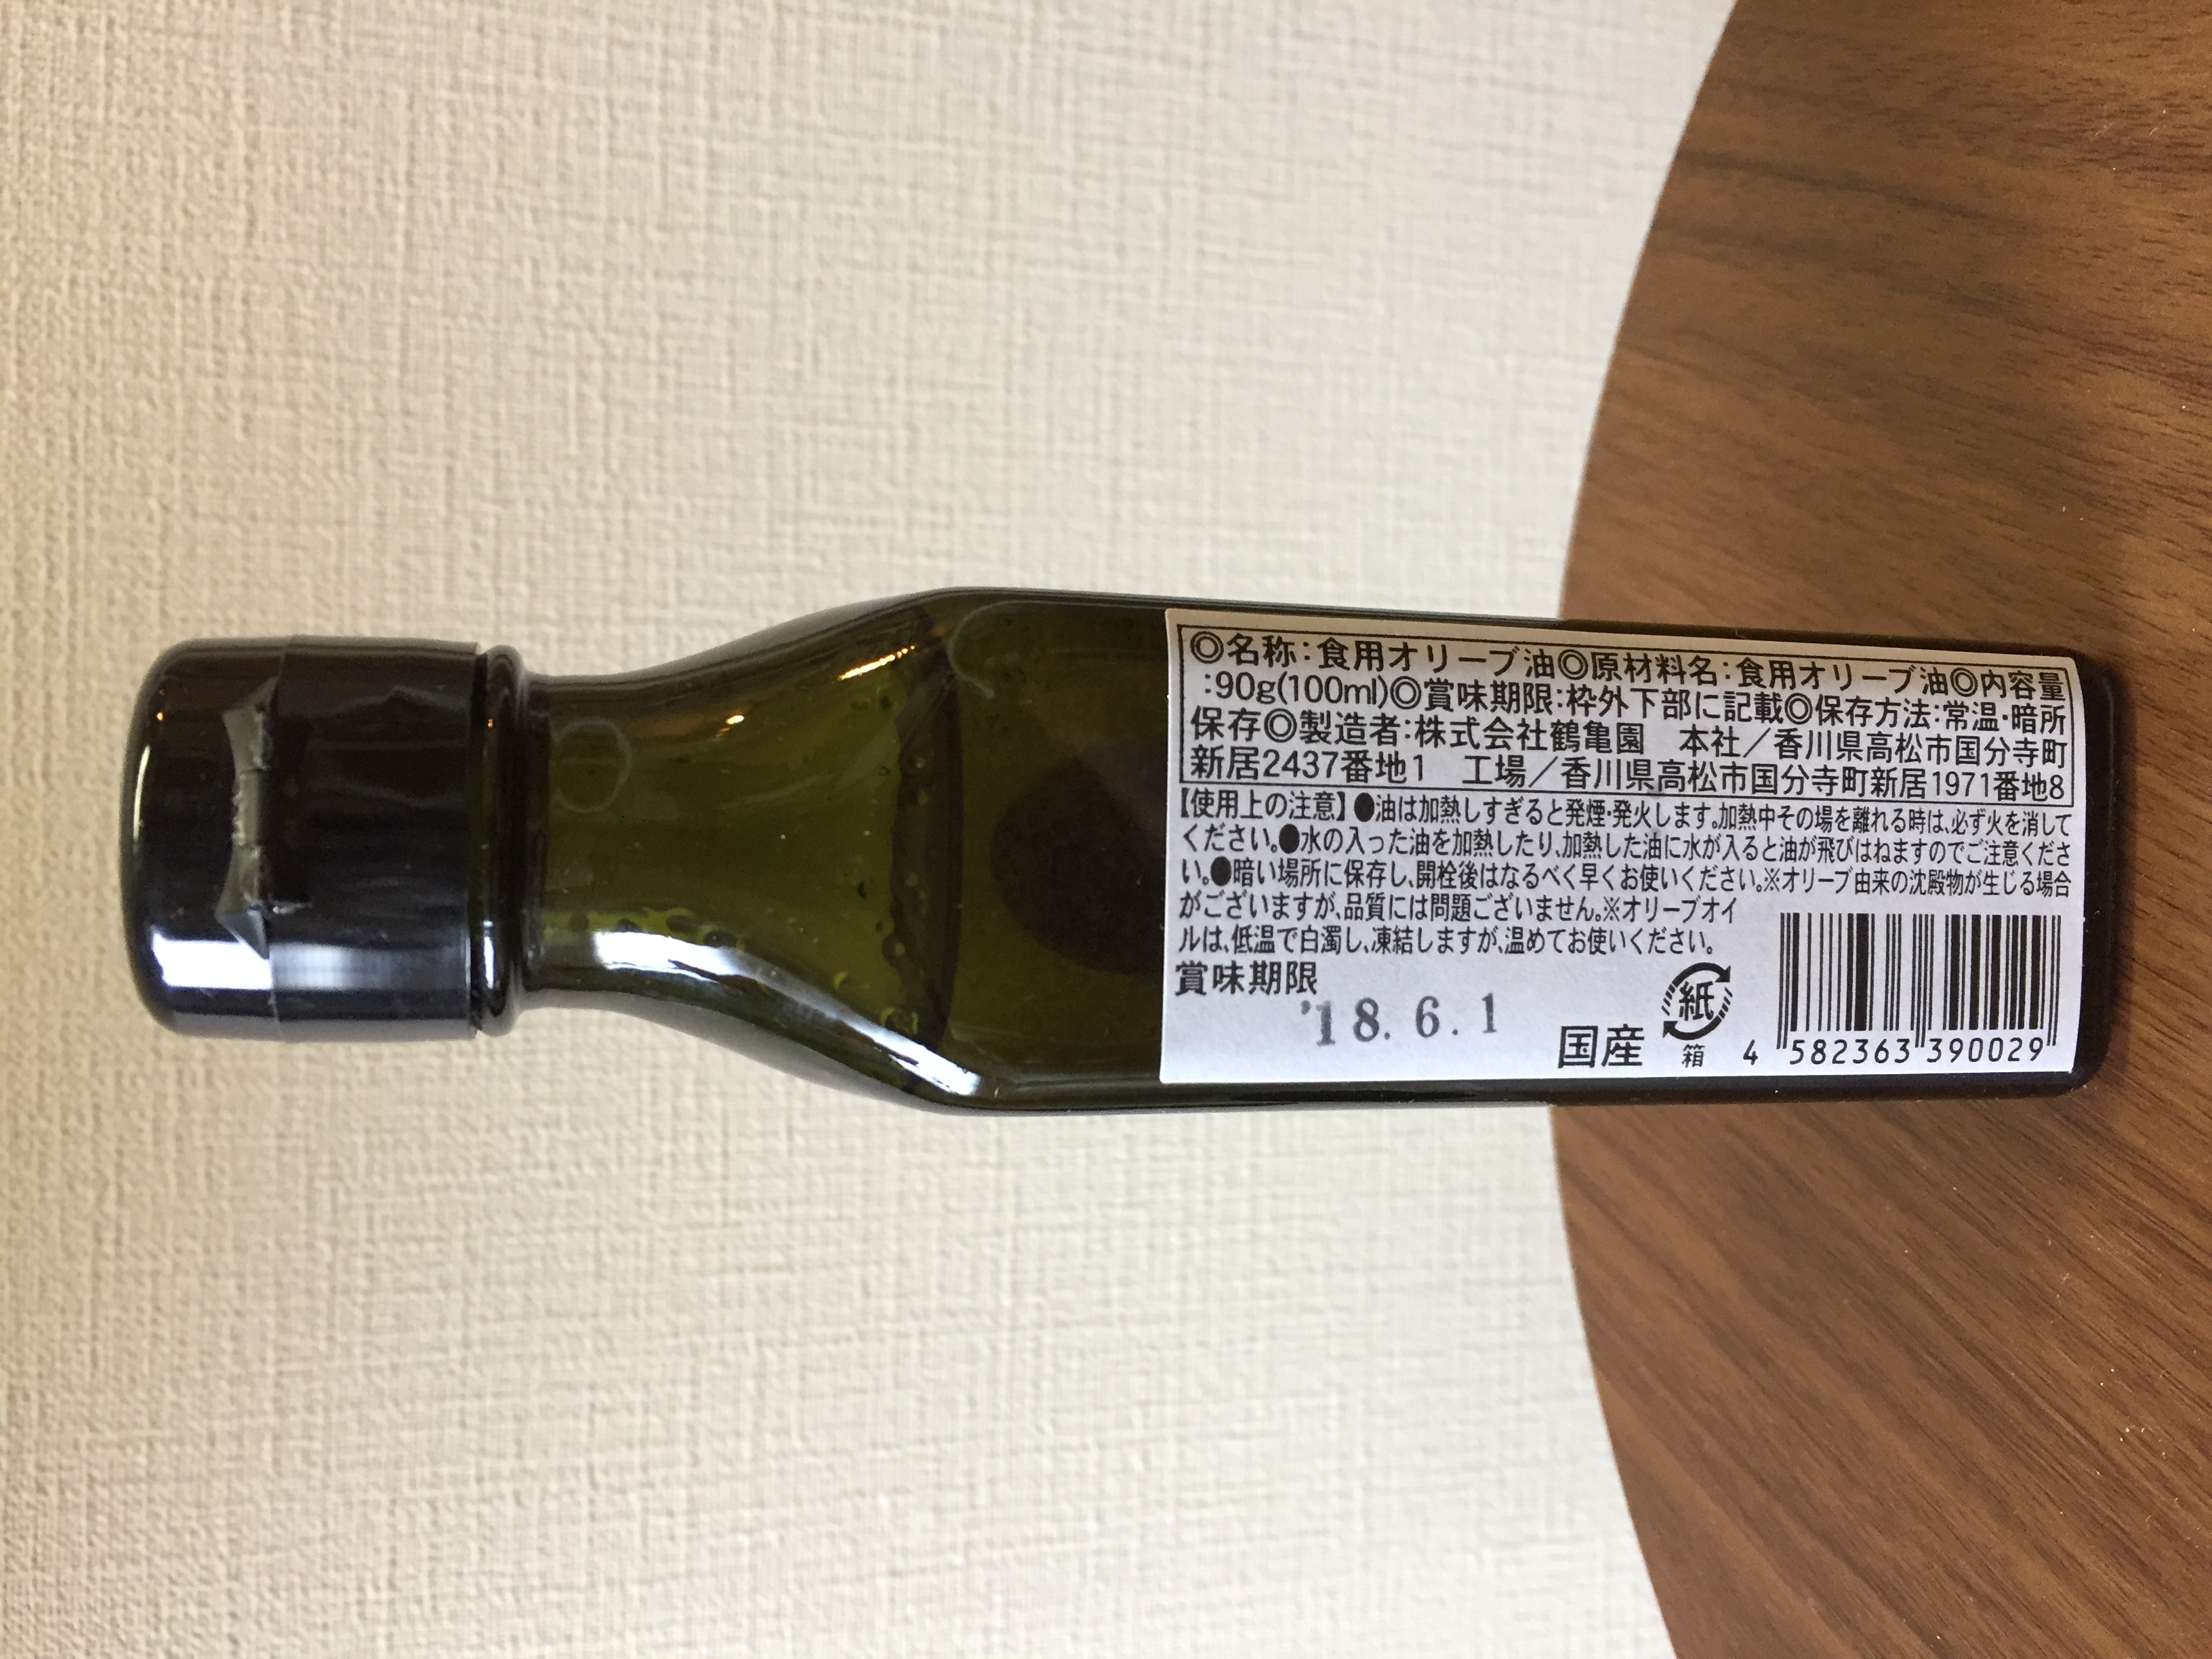 ◎名称:食用オリーブ油◎原材料名:食用オリーブ油◎内容量
:90g(100ml)◎賞味期限:枠外下部に記載◎保存方法:常温・暗所
保存◎製造者:株式会社鶴亀園　本社／香川県高松市国分寺町
新居2437番地1　工場／香川県高松市国分寺町新居1971番地8
【使用上の注意】●油は加熱しすぎると発煙・発火します。加熱中その場を離れる時は、必ず火を消して
ください。●水の入った油を加熱したり、加熱した油に水が入ると油が飛びはねますのでご注意くださ
い。●暗い場所に保存し、開栓後はなるべく早くお使いください。※オリーブ由来の沈殿物が生じる場合
がございますが、品質には問題ございません。※オリーブオイ
ルは、低温で白濁し、凍結しますが、温めてお使いください。
賞味期限
'18.6.1
国産
紙
箱
4 582363 390029